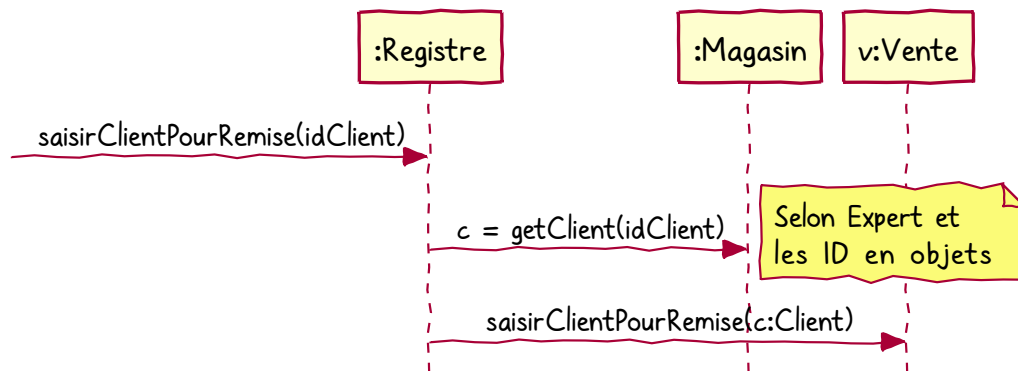 :Registre
:Magasin
v:Vente
saisirClientPourRemise(idClient)
c = getClient(idClient)
Selon Expert et
les ID en objets
saisirClientPourRemise(c:Client)